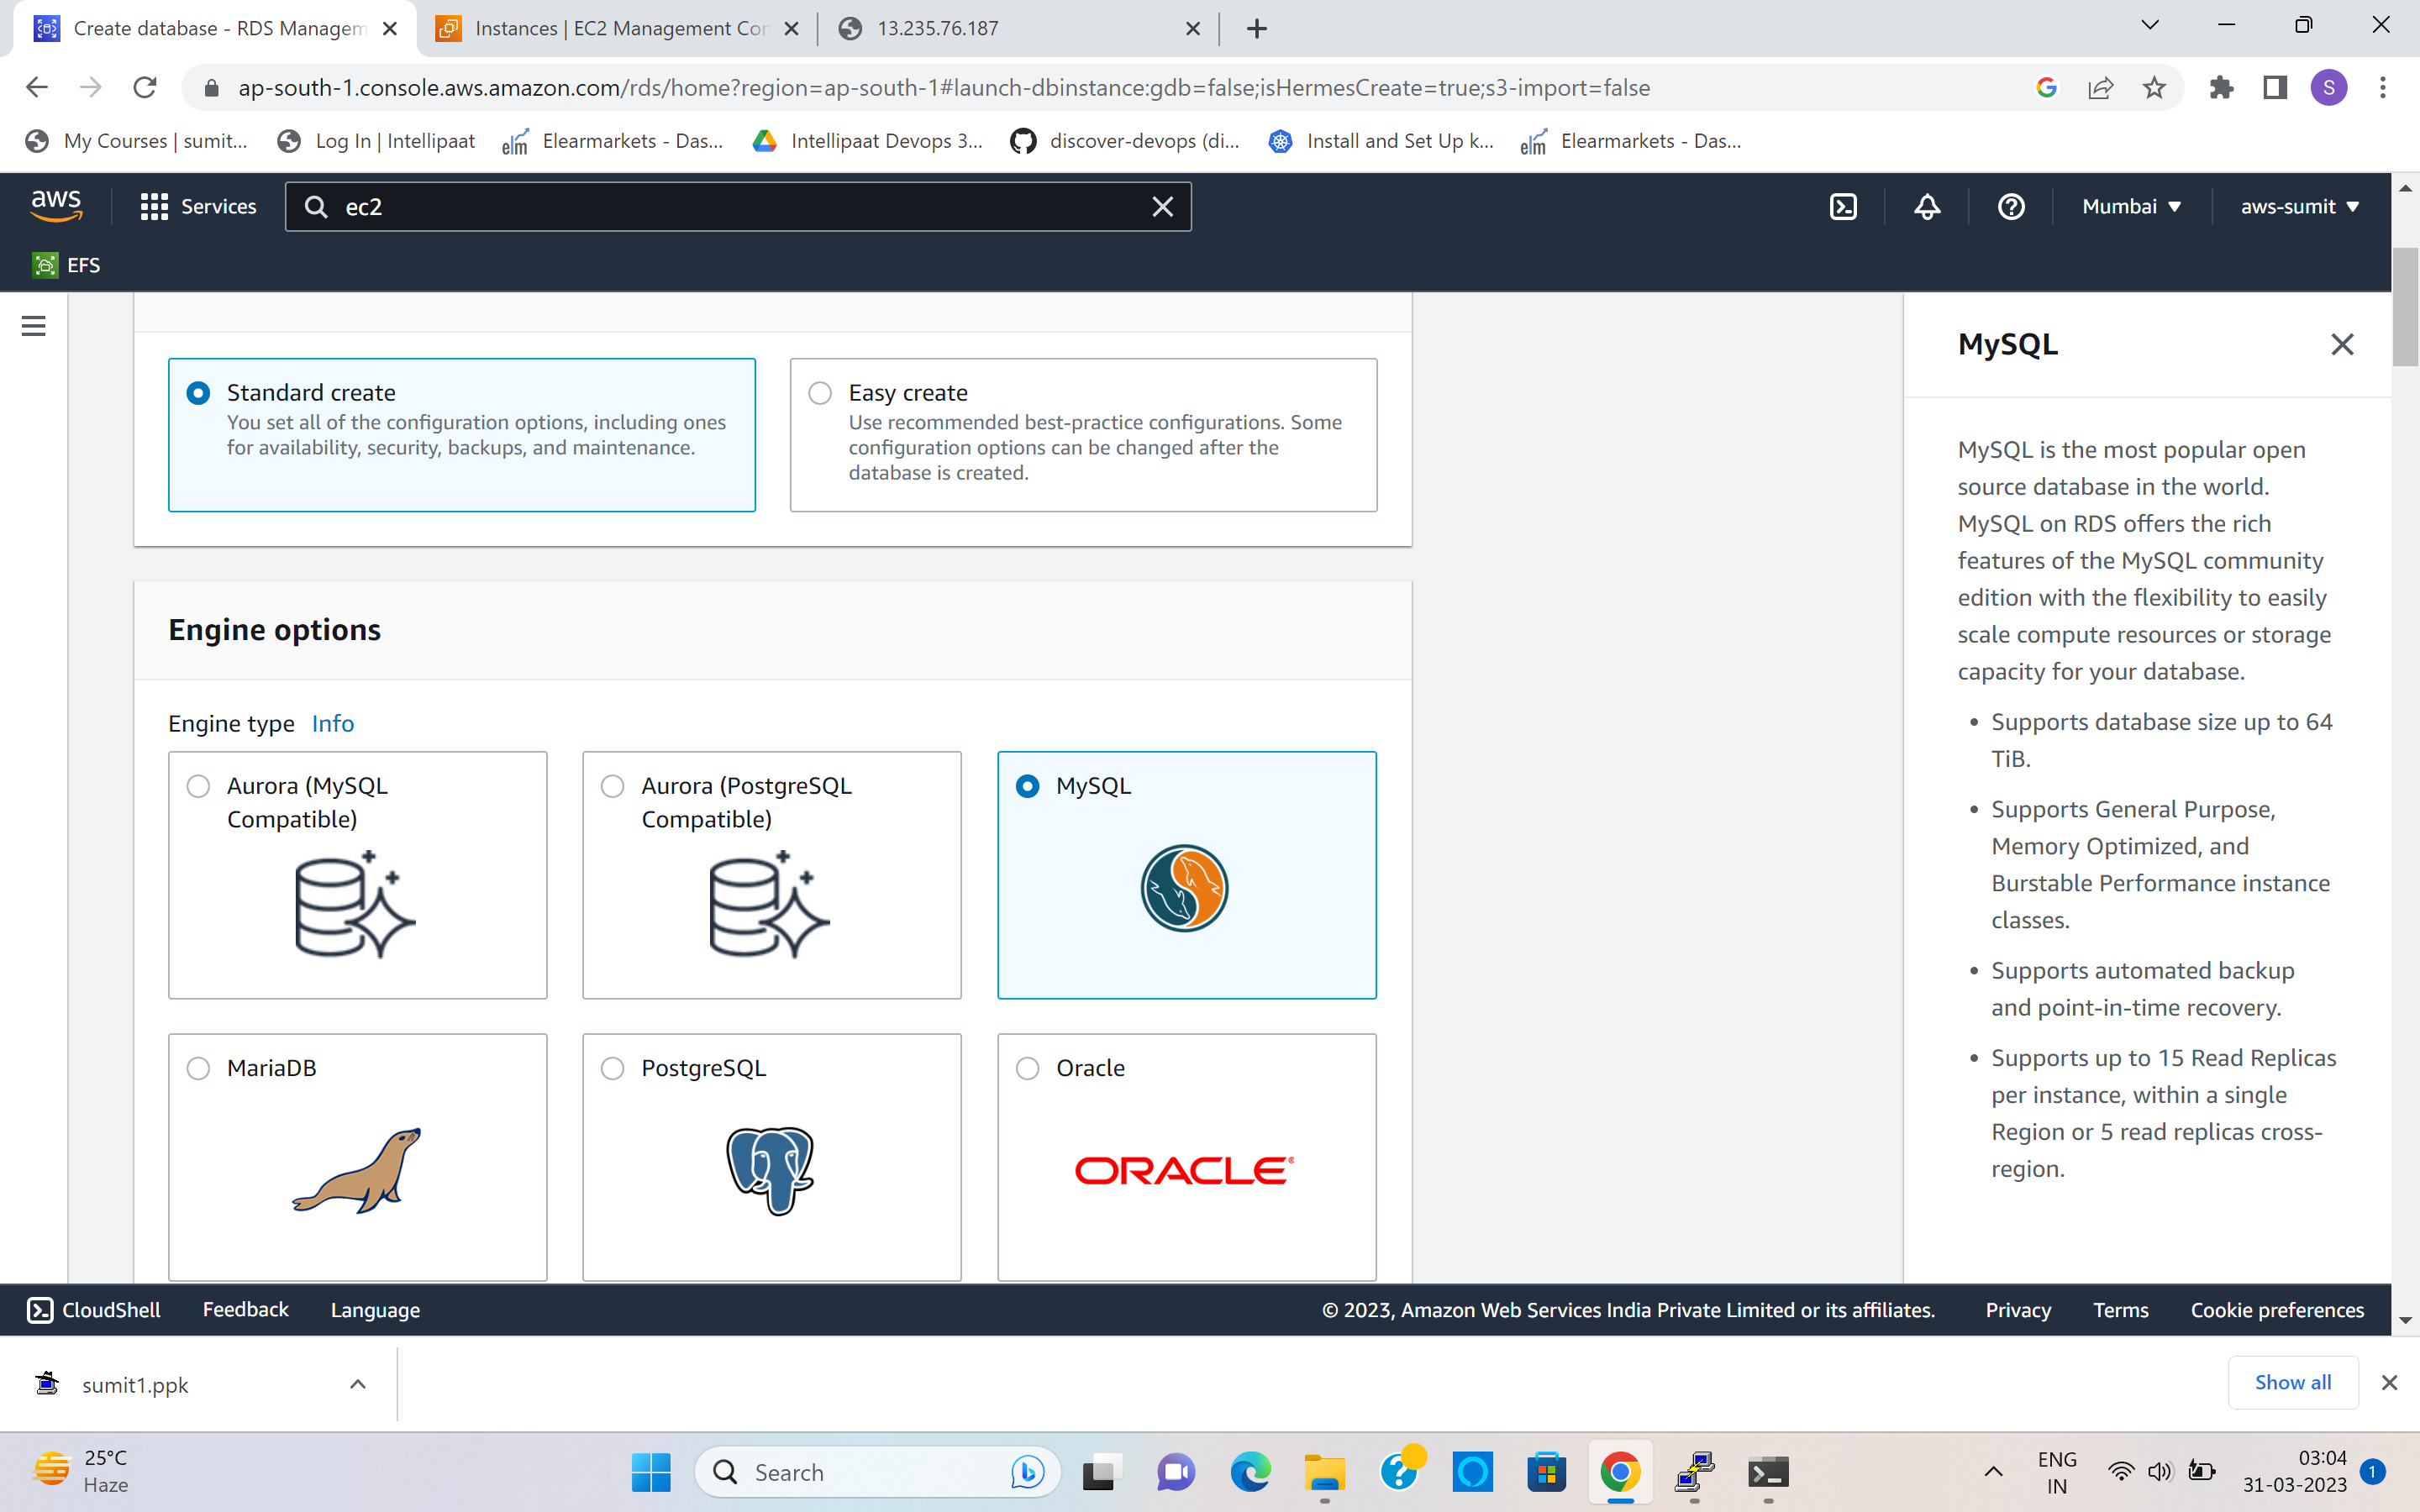 Create database - RDS Managem
Instances | EC2 Management Con
13.235.76.187
ap-south-1.console.aws.amazon.com/rds/home?region=ap-south-1#launch-dbinstance:gdb=false;isHermesCreate=true;s3-import=false
S
My Courses | sumit...
Log In | Intellipaat
elm
Elearmarkets - Das...
Intellipaat Devops 3...
discover-devops (di...
Install and Set Up k...
elm
Elearmarkets - Das...
aws
Services
ec2
Mumbai
aws-sumit
EFS
Standard create
You set all of the configuration options, including ones
for availability, security, backups, and maintenance.
Easy create
Use recommended best-practice configurations. Some
configuration options can be changed after the
database is created.
Engine options
Engine type Info
Aurora (MySQL
Compatible)
Aurora (PostgreSQL
Compatible)
MySQL
MariaDB
PostgreSQL
Oracle
ORACLE
MySQL
MySQL is the most popular open
source database in the world.
MySQL on RDS offers the rich
features of the MySQL community
edition with the flexibility to easily
scale compute resources or storage
capacity for your database.
• Supports database size up to 64
TiB.
• Supports General Purpose,
Memory Optimized, and
Burstable Performance instance
classes.
• Supports automated backup
and point-in-time recovery.
• Supports up to 15 Read Replicas
per instance, within a single
Region or 5 read replicas cross-
region.
CloudShell
Feedback
Language
© 2023, Amazon Web Services India Private Limited or its affiliates.
Privacy
Terms
Cookie preferences
sumit1.ppk
Show all
25°C
Haze
Search
ENG
IN
03:04
31-03-2023
1